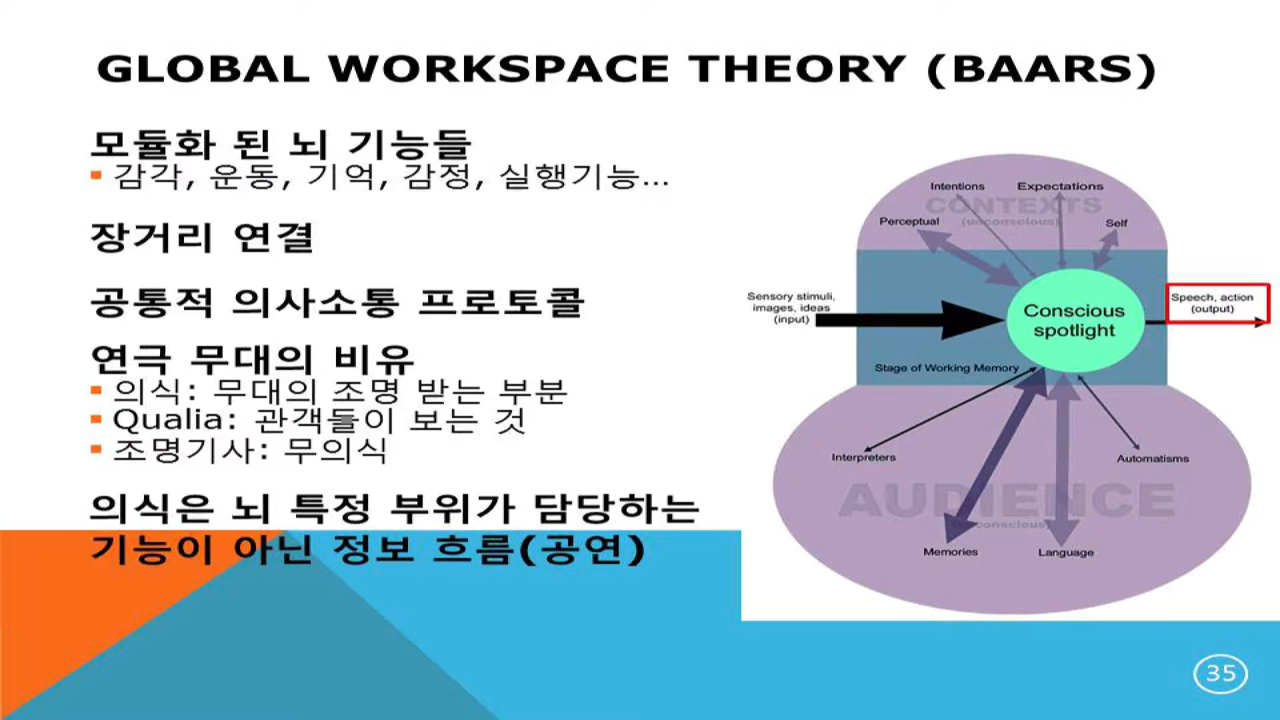 GLOBAL WORKSPACE THEORY (BAARS)
모듈화 된 뇌 기능들
감각, 운동, 기억, 감정, 실행기능...
장거리 연결
공통적 의사소통 프로토콜
연극 무대의 비유
의식: 무대의 조명 받는 부분
Qualia: 관객들이 보는 것
조명기사: 무의식
의식은 뇌 특정 부위가 담당하는
기능이 아닌 정보 흐름(공연)
Intentions Expectations
CONTEXTS
Perceptual (unconscious) Self
Sensory stimuli,
images, ideas
(input)
Conscious
spotlight
Speech, action
(output)
Stage of Working Memory
Interpreters Automatisms
AUDIENCE
(unconscious)
Memories Language
35